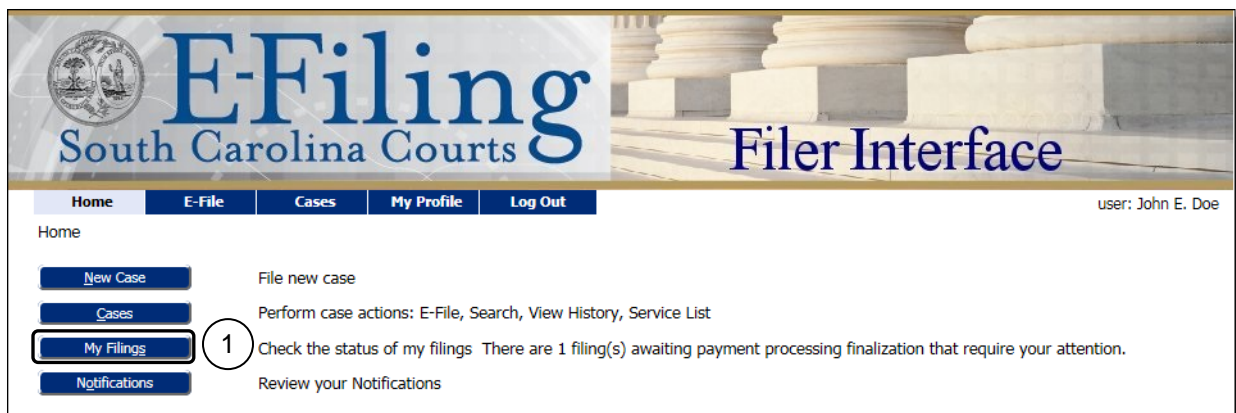 E-Filing
South Carolina Courts
Filer Interface
Home E-File Cases My Profile Log Out user: John E. Doe
Home
New Case File new case
Cases Perform case actions: E-File, Search, View History, Service List
My Filings 1 Check the status of my filings There are 1 filing(s) awaiting payment processing finalization that require your attention.
Notifications Review your Notifications